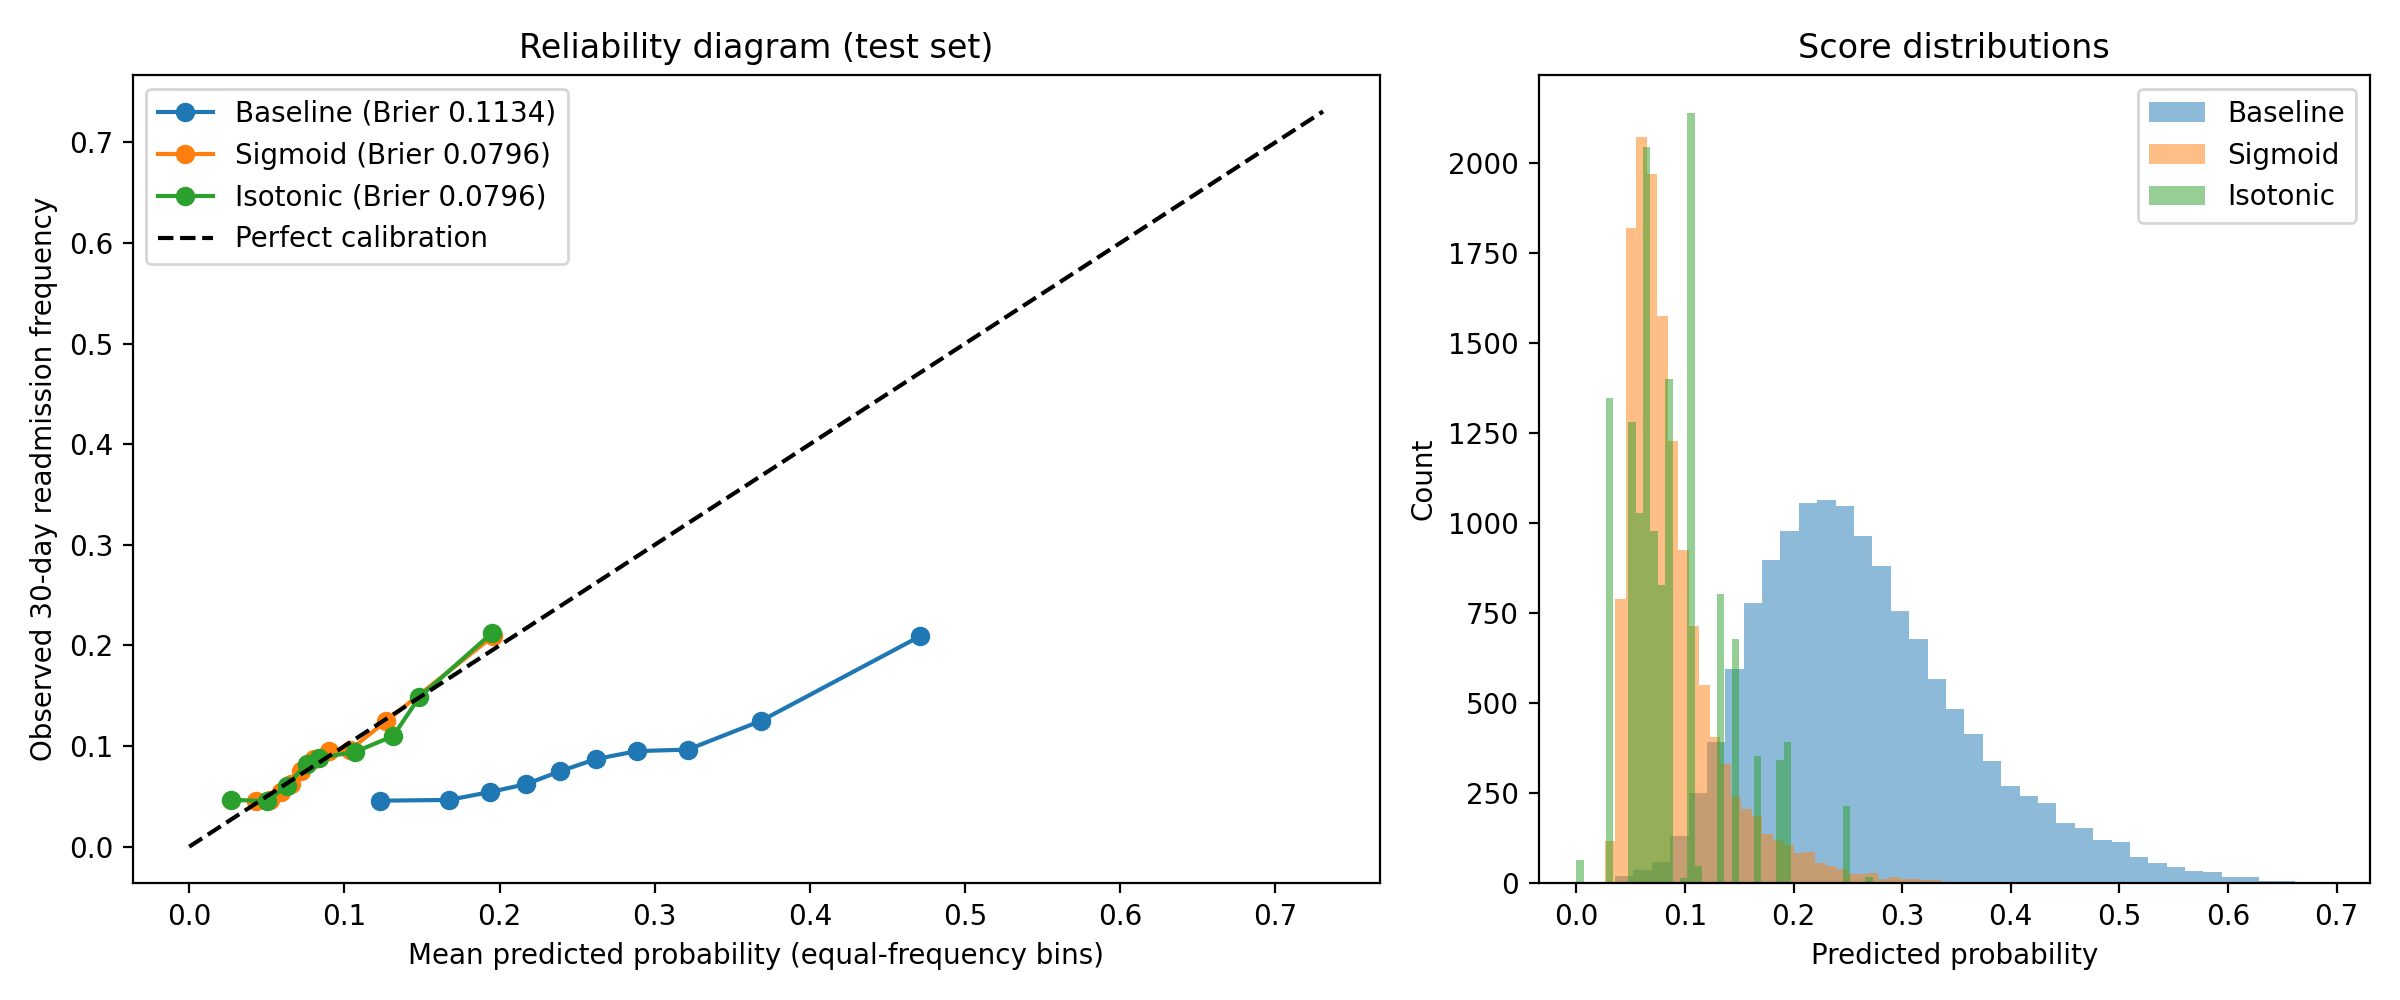 Reliability diagram (test set)
Baseline (Brier 0.1134)
Sigmoid (Brier 0.0796)
Isotonic (Brier 0.0796)
Perfect calibration
Observed 30-day readmission frequency
0.7
0.6
0.5
0.4
0.3
0.2
0.1
0.0
0.0 0.1 0.2 0.3 0.4 0.5 0.6 0.7
Mean predicted probability (equal-frequency bins)
Score distributions
Baseline
Sigmoid
Isotonic
Count
2000
1750
1500
1250
1000
750
500
250
0
0.0 0.1 0.2 0.3 0.4 0.5 0.6 0.7
Predicted probability